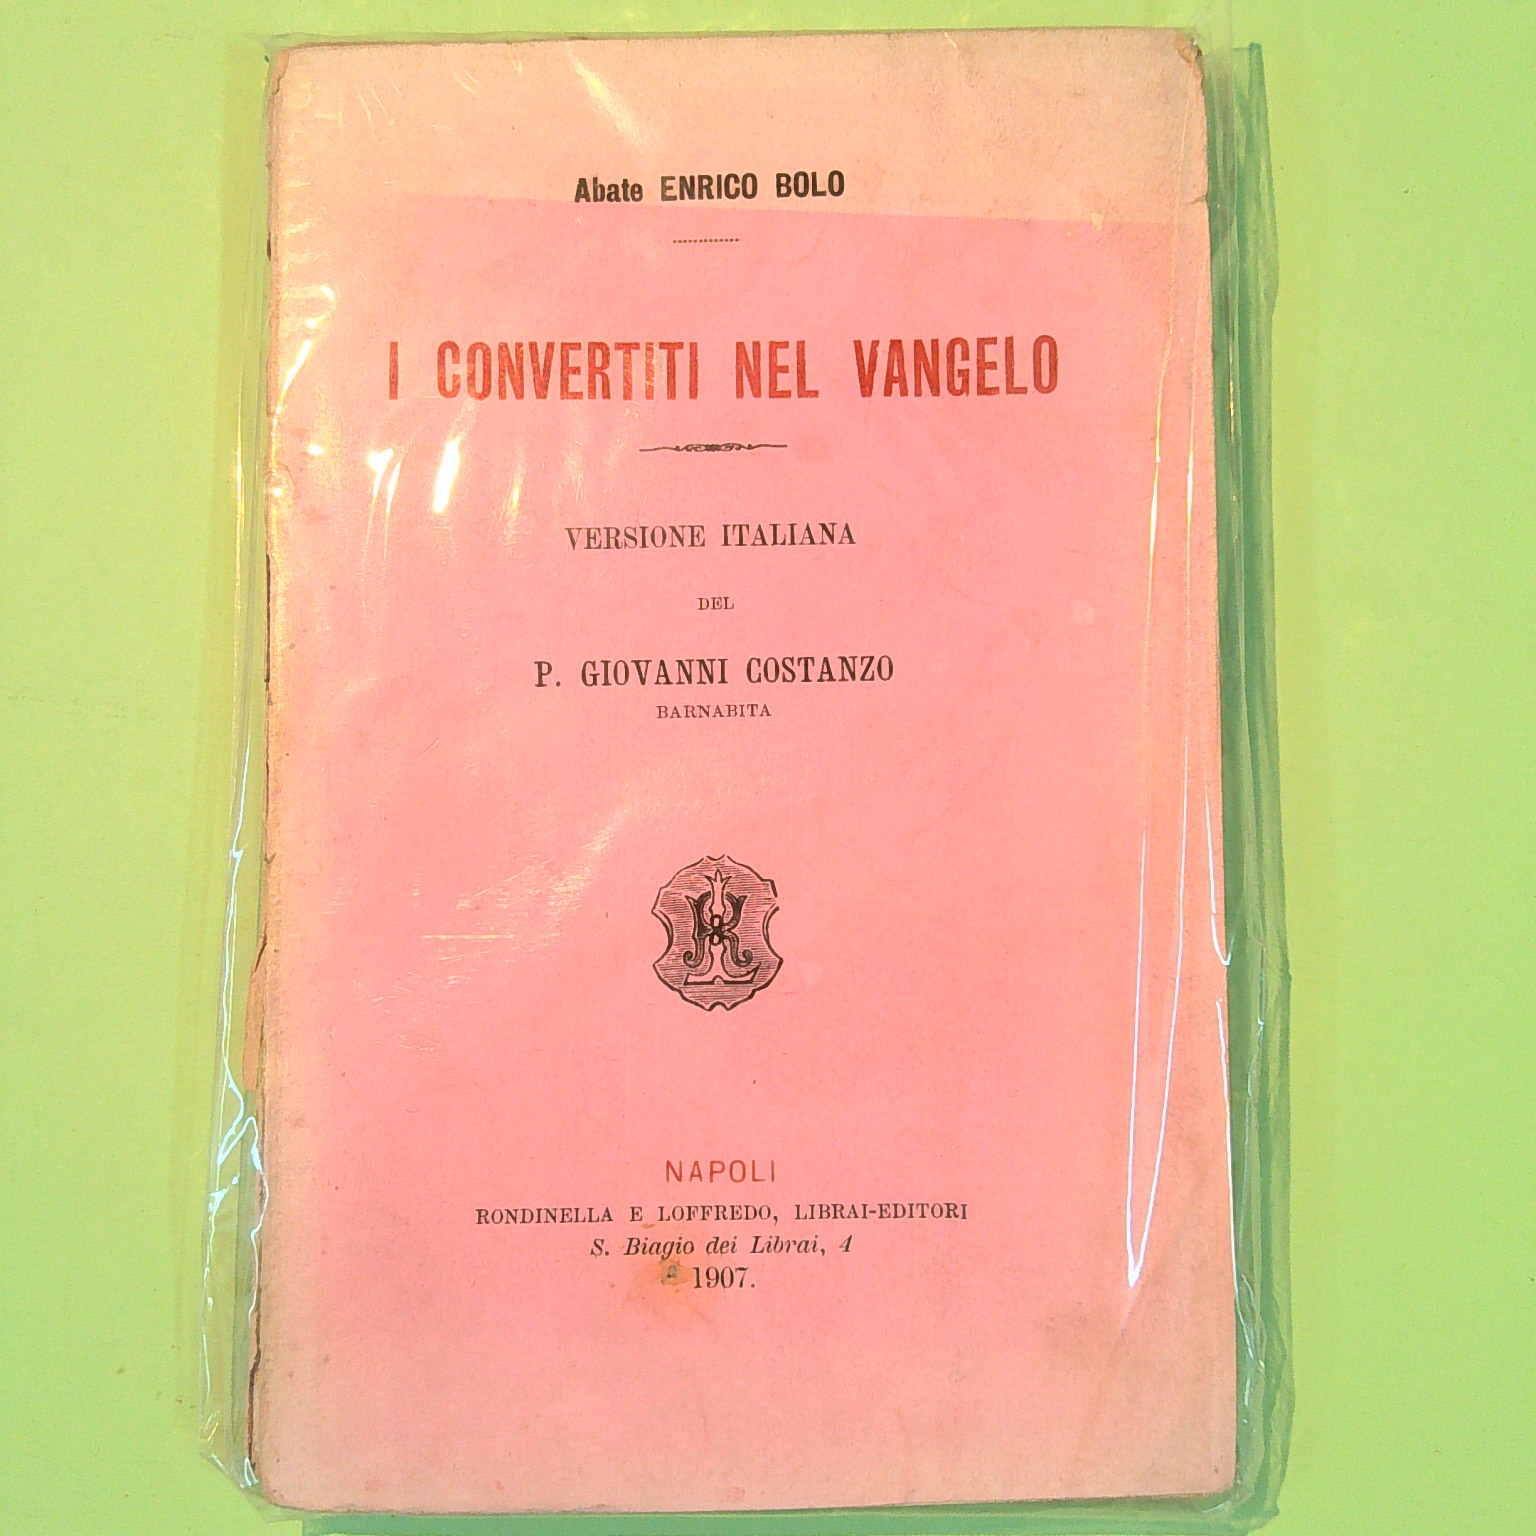 Abate ENRICO BOLO
I CONVERTITI NEL VANGELO
VERSIONE ITALIANA
DEL
P. GIOVANNI COSTANZO
BARNABITA
R & L
NAPOLI
RONDINELLA E LOFFREDO, LIBRAI-EDITORI
S. Biagio dei Librai, 4
1907.